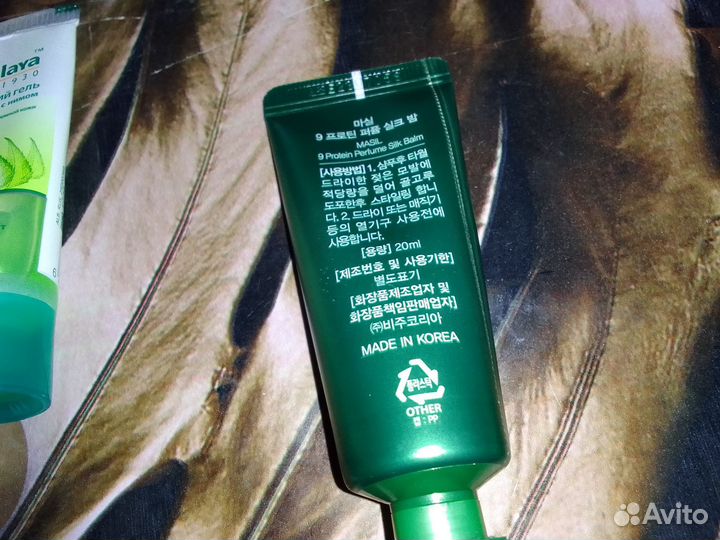 laya™
1930
ий гель
с нимом
마실
9 프로틴 퍼퓸 실크 밤
MASIL
9 Protein Perfume Silk Balm
[사용방법] 1. 샴푸후 타월
드라이한 젖은 모발에
적당량을 덜어 골고루
도포한후 스타일링 합니
다. 2. 드라이 또는 매직기
등의 열기구 사용전에
사용합니다.
[용량] 20ml
[제조번호 및 사용기한]
별도표기
[화장품제조업자 및
화장품책임판매업자]
㈜비주코리아
MADE IN KOREA
플라스틱
OTHER
캡 : PP
Avito